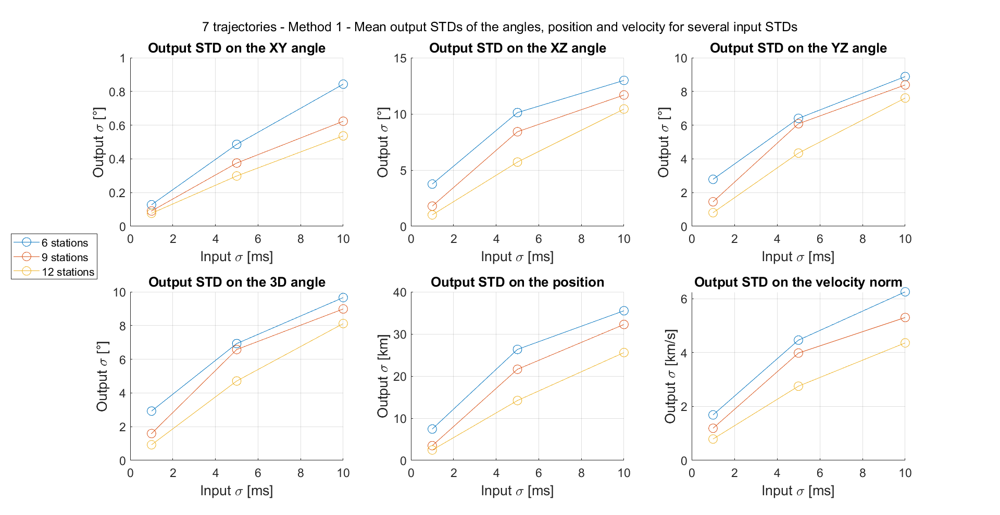 7 trajectories - Method 1 - Mean output STDs of the angles, position and velocity for several input STDs
Output STD on the XY angle
1
0.8
0.6
0.4
0.2
0
Output σ [°]
0 2 4 6 8 10
Input σ [ms]
Output STD on the XZ angle
15
10
5
0
Output σ [°]
0 2 4 6 8 10
Input σ [ms]
Output STD on the YZ angle
10
8
6
4
2
0
Output σ [°]
0 2 4 6 8 10
Input σ [ms]
6 stations
9 stations
12 stations
Output STD on the 3D angle
10
8
6
4
2
0
Output σ [°]
0 2 4 6 8 10
Input σ [ms]
Output STD on the position
40
30
20
10
0
Output σ [km]
0 2 4 6 8 10
Input σ [ms]
Output STD on the velocity norm
6
4
2
0
Output σ [km/s]
0 2 4 6 8 10
Input σ [ms]